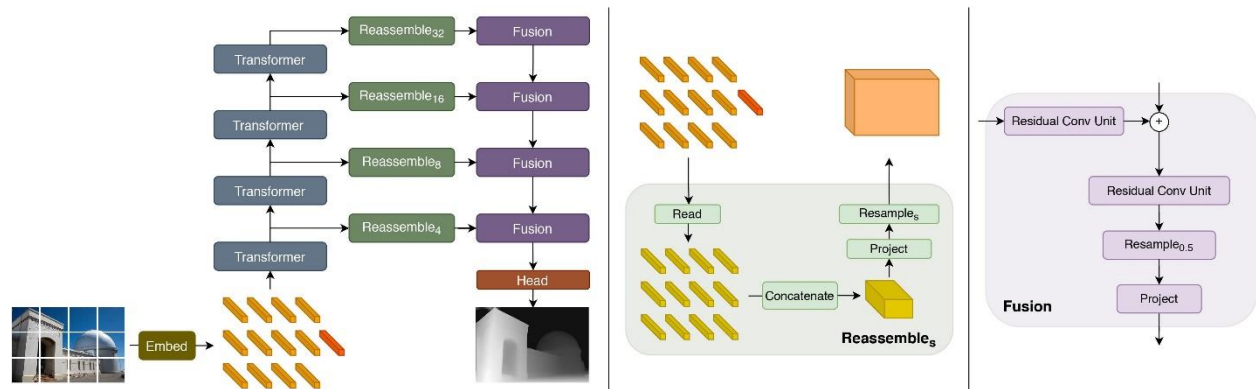 Reassemble32
Fusion
Transformer
Reassemble16
Fusion
Transformer
Reassemble8
Fusion
Transformer
Reassemble4
Fusion
Transformer
Head
Embed
Read
Concatenate
Resamples
Project
Reassembles
Residual Conv Unit
+
Residual Conv Unit
Resample0.5
Project
Fusion